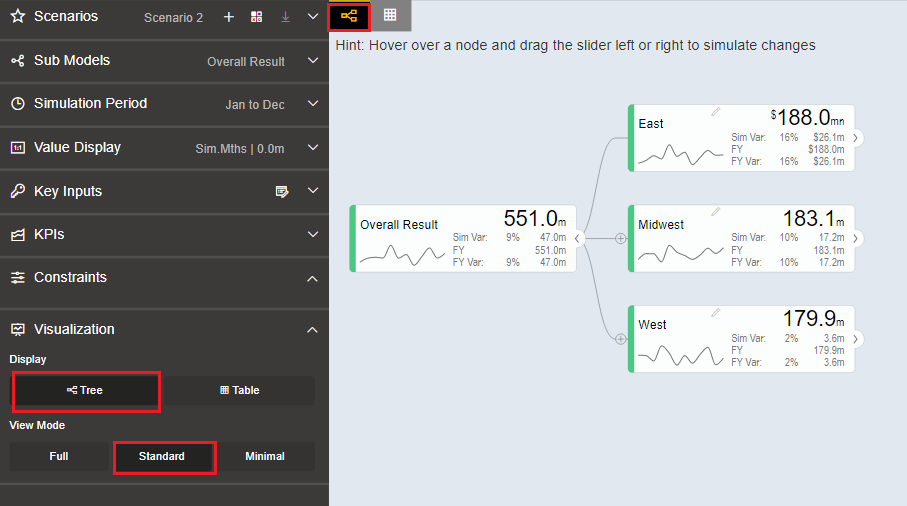 Scenarios Scenario 2
Sub Models Overall Result
Simulation Period Jan to Dec
1:1 Value Display Sim.Mths | 0.0m
Key Inputs
KPIs
Constraints
Visualization
Display
Tree Table
View Mode
Full Standard Minimal
Hint: Hover over a node and drag the slider left or right to simulate changes
Overall Result 551.0m
Sim Var: 9% 47.0m
FY 551.0m
FY Var: 9% 47.0m
East $188.0mn
Sim Var: 16% $26.1m
FY $188.0m
FY Var: 16% $26.1m
Midwest 183.1m
Sim Var: 10% 17.2m
FY 183.1m
FY Var: 10% 17.2m
West 179.9m
Sim Var: 2% 3.6m
FY 179.9m
FY Var: 2% 3.6m